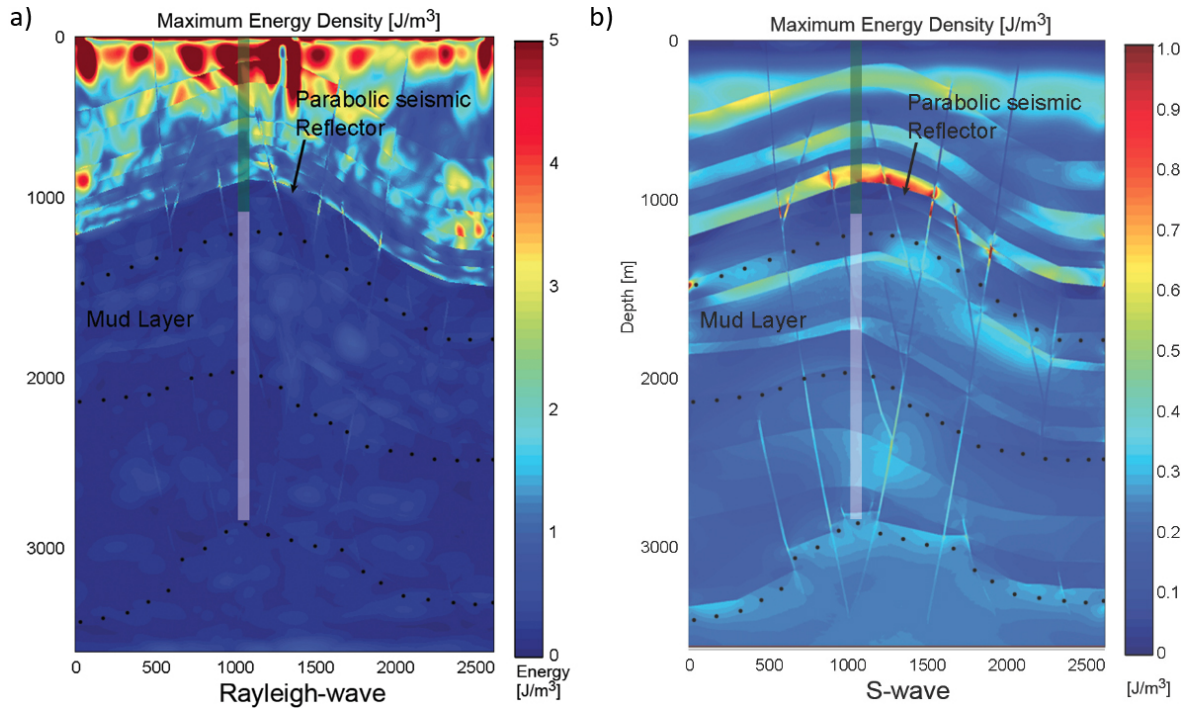 a)
Maximum Energy Density [J/m³]
0
1000
2000
3000
Parabolic seismic
Reflector
Mud Layer
0
500
1000
1500
2000
2500
Rayleigh-wave
5
4
3
2
1
0
Energy
[J/m³]
b)
Maximum Energy Density [J/m³]
0
1000
2000
3000
Depth [m]
Parabolic seismic
Reflector
Mud Layer
0
500
1000
1500
2000
2500
S-wave
1.0
0.9
0.8
0.7
0.6
0.5
0.4
0.3
0.2
0.1
0
[J/m³]